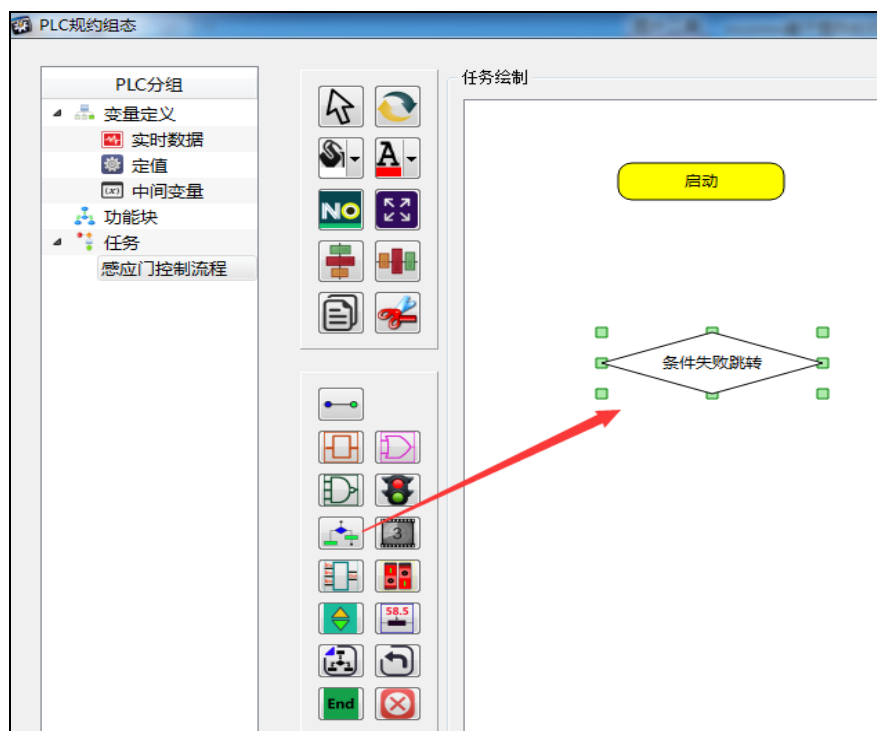 PLC规约组态
PLC分组
变量定义
实时数据
定值
(x) 中间变量
功能块
任务
感应门控制流程
A
NO
3
58.5
End
任务绘制
启动
条件失败跳转